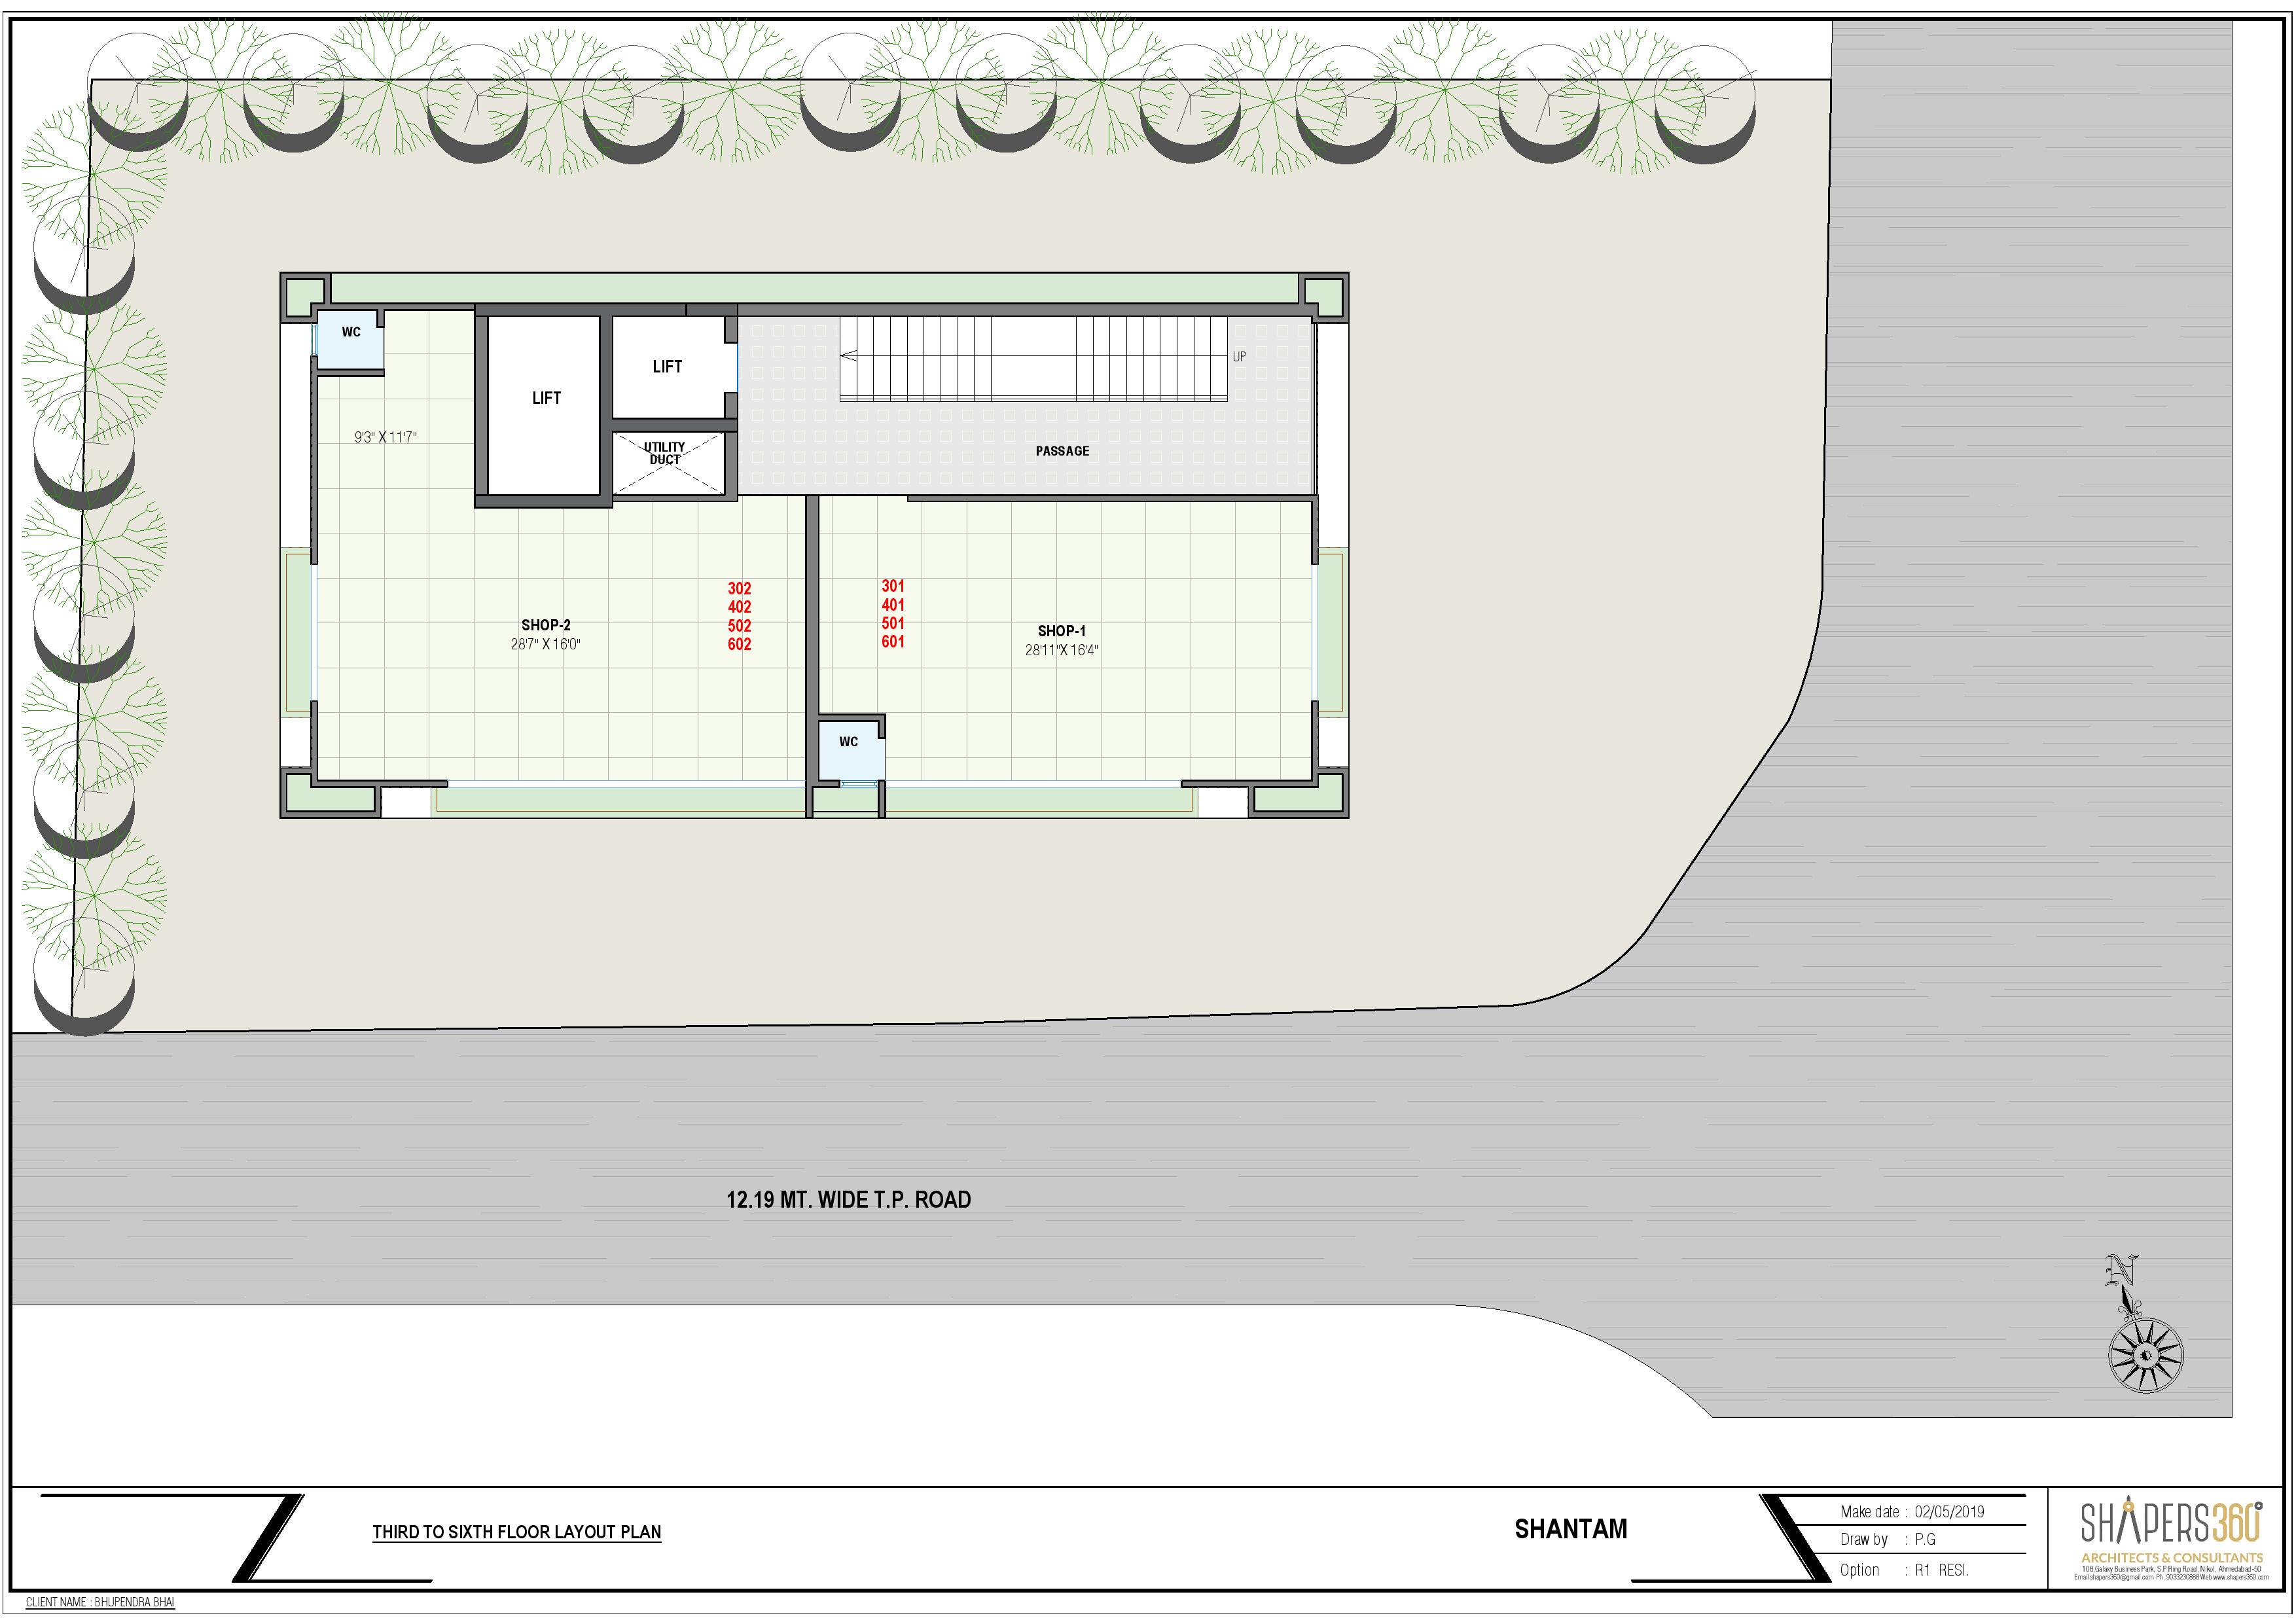 WC
LIFT
LIFT
UP
9'3" X 11'7"
UTILITY
DUCT
PASSAGE
302
402
502
602
301
401
501
601
SHOP-2
28'7" X 16'0"
SHOP-1
28'11"X 16'4"
WC
12.19 MT. WIDE T.P. ROAD
N
THIRD TO SIXTH FLOOR LAYOUT PLAN
SHANTAM
Make date : 02/05/2019
Draw by : P.G
Option : R1 RESI.
SHAPERS360°
ARCHITECTS & CONSULTANTS
108,Galaxy Business Park, S.P.Ring Road, Nikol, Ahmedabad-50
Email:shapers360@gmail.com Ph. 9033230888 Web www.shapers360.com
CLIENT NAME : BHUPENDRA BHAI